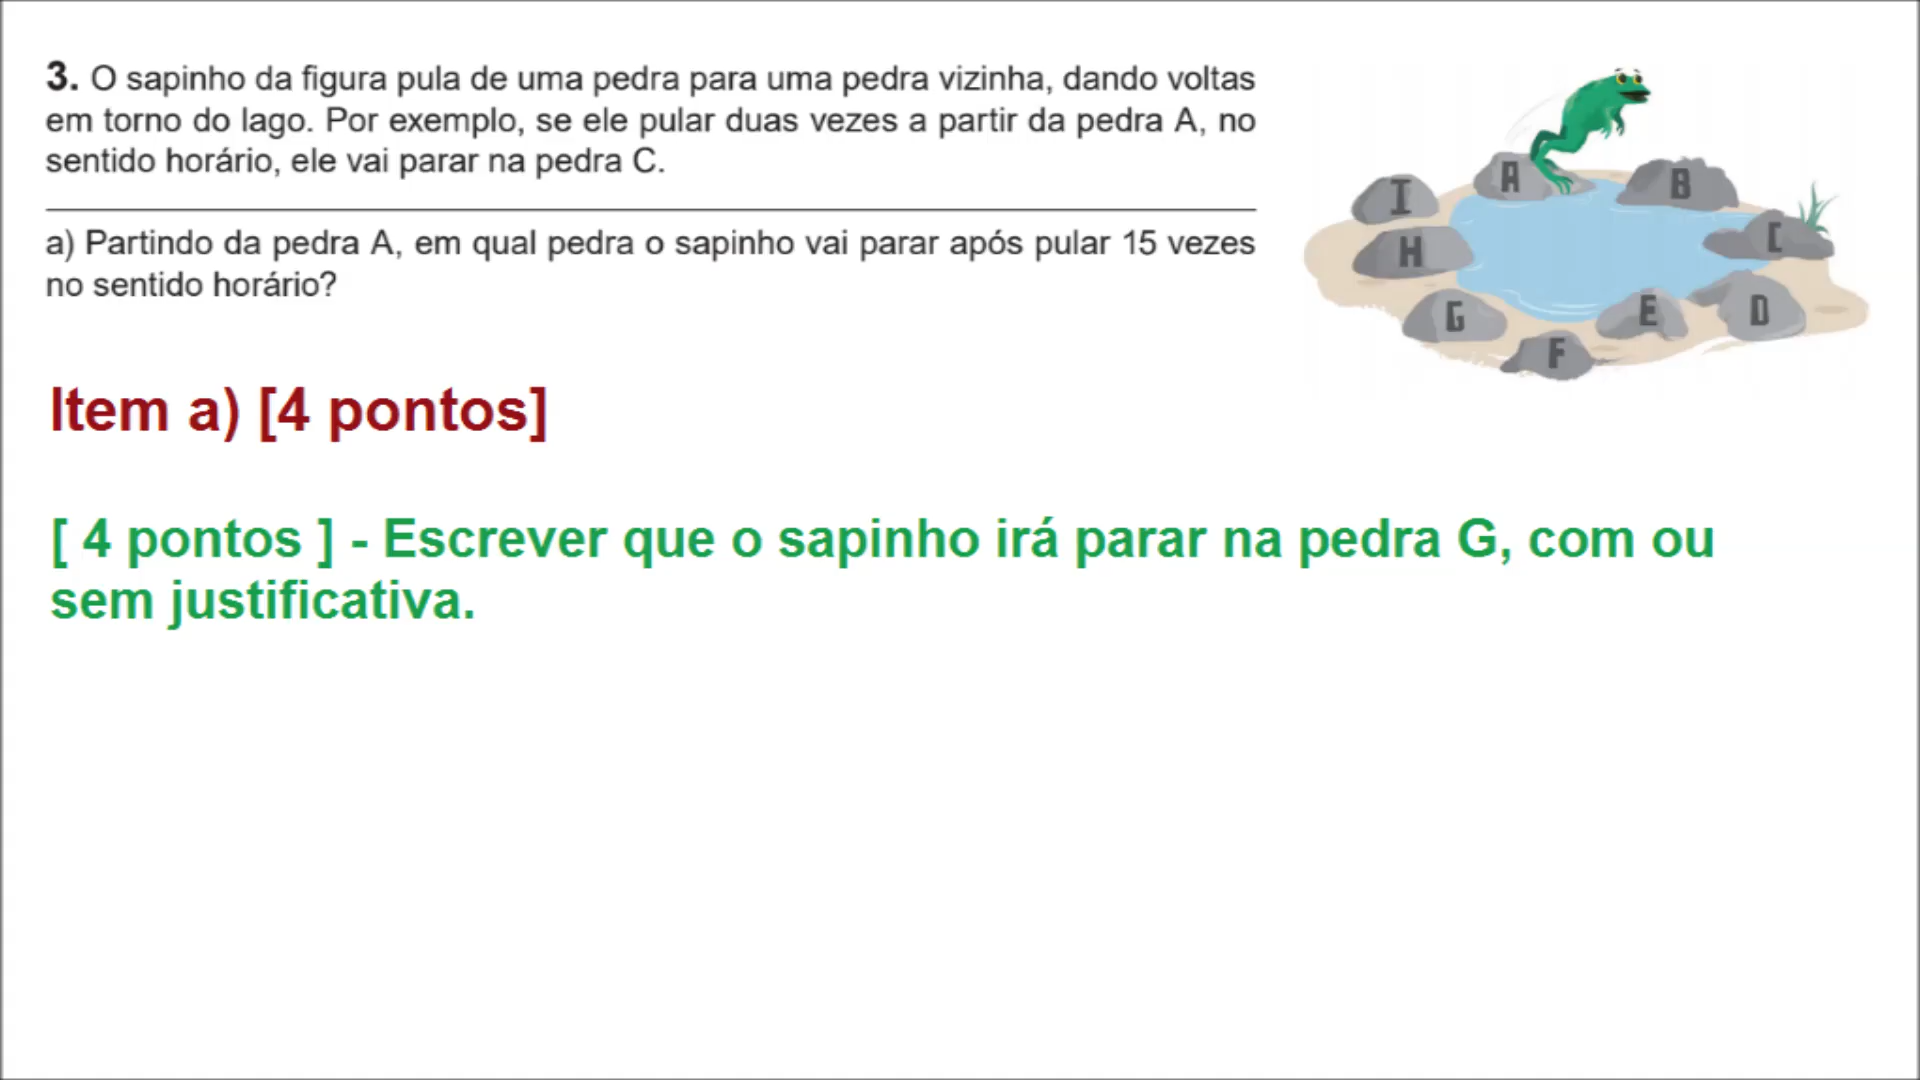 3. O sapinho da figura pula de uma pedra para uma pedra vizinha, dando voltas
em torno do lago. Por exemplo, se ele pular duas vezes a partir da pedra A, no
sentido horário, ele vai parar na pedra C.
a) Partindo da pedra A, em qual pedra o sapinho vai parar após pular 15 vezes
no sentido horário?
A
B
I
C
H
G
E
D
F
Item a) [4 pontos]
[ 4 pontos ] - Escrever que o sapinho irá parar na pedra G, com ou
sem justificativa.